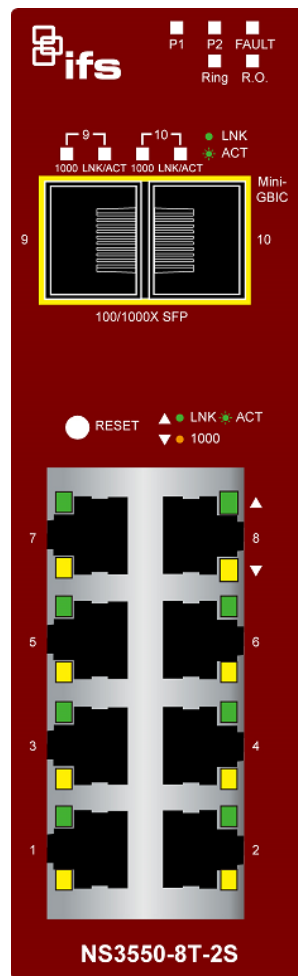 ifs
P1 P2 FAULT
Ring R.O.
9 10 LNK
1000 LNK/ACT 1000 LNK/ACT ACT
Mini-
GBIC
9 10
100/1000X SFP
RESET
▲ LNK ACT
▼ 1000
7 8 ▲
▼
5 6
3 4
1 2
NS3550-8T-2S